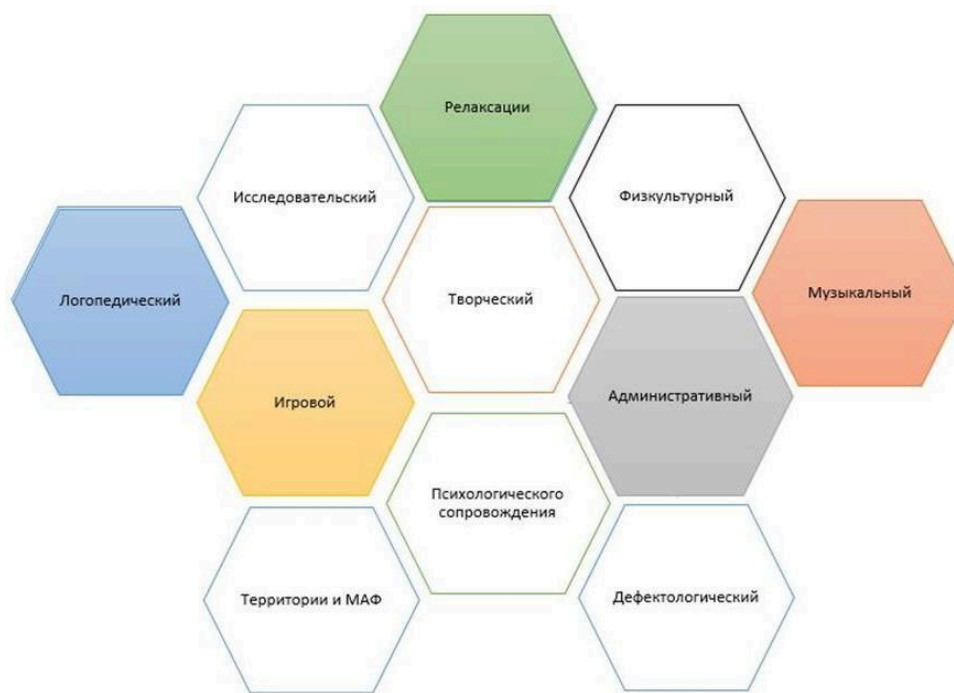 Релаксации
Исследовательский
Физкультурный
Логопедический
Творческий
Музыкальный
Игровой
Административный
Психологического
сопровождения
Территории и МАФ
Дефектологический